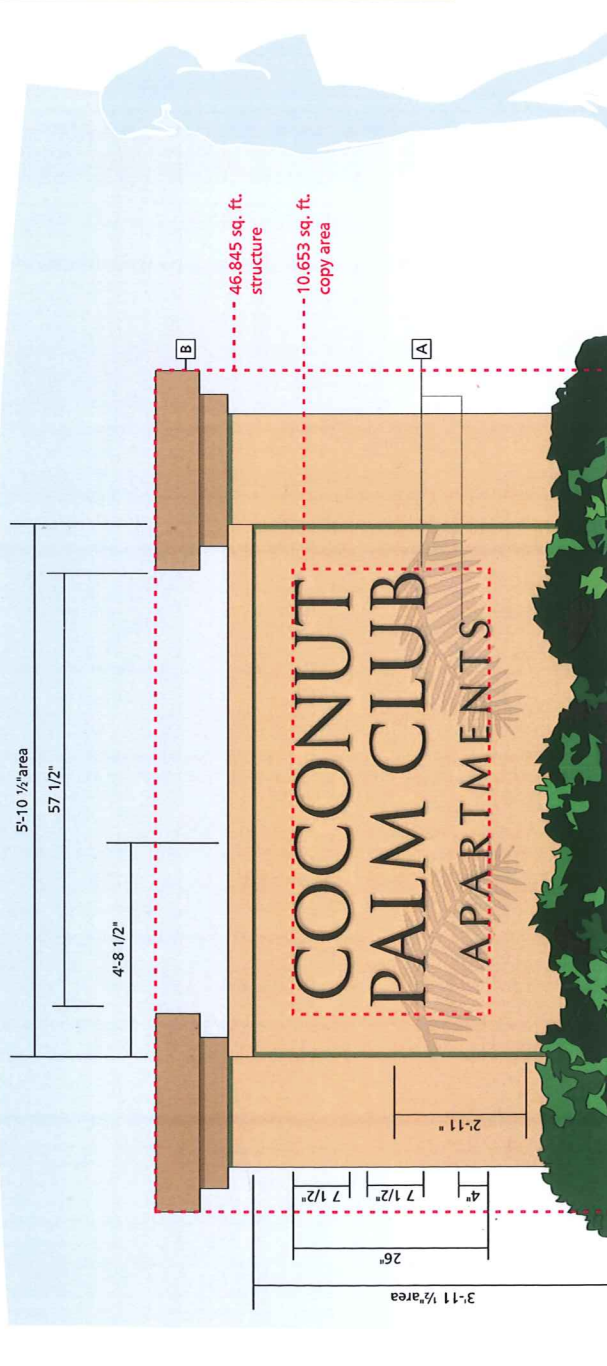 5'-10 ½"area
57 1/2"
4'-8 1/2"
B
46.845 sq. ft.
structure
10.653 sq. ft.
copy area
A
COCONUT
PALM CLUB
APARTMENTS
2'-11"
7 1/2"
7 1/2"
4"
26"
3'-11 ½"area